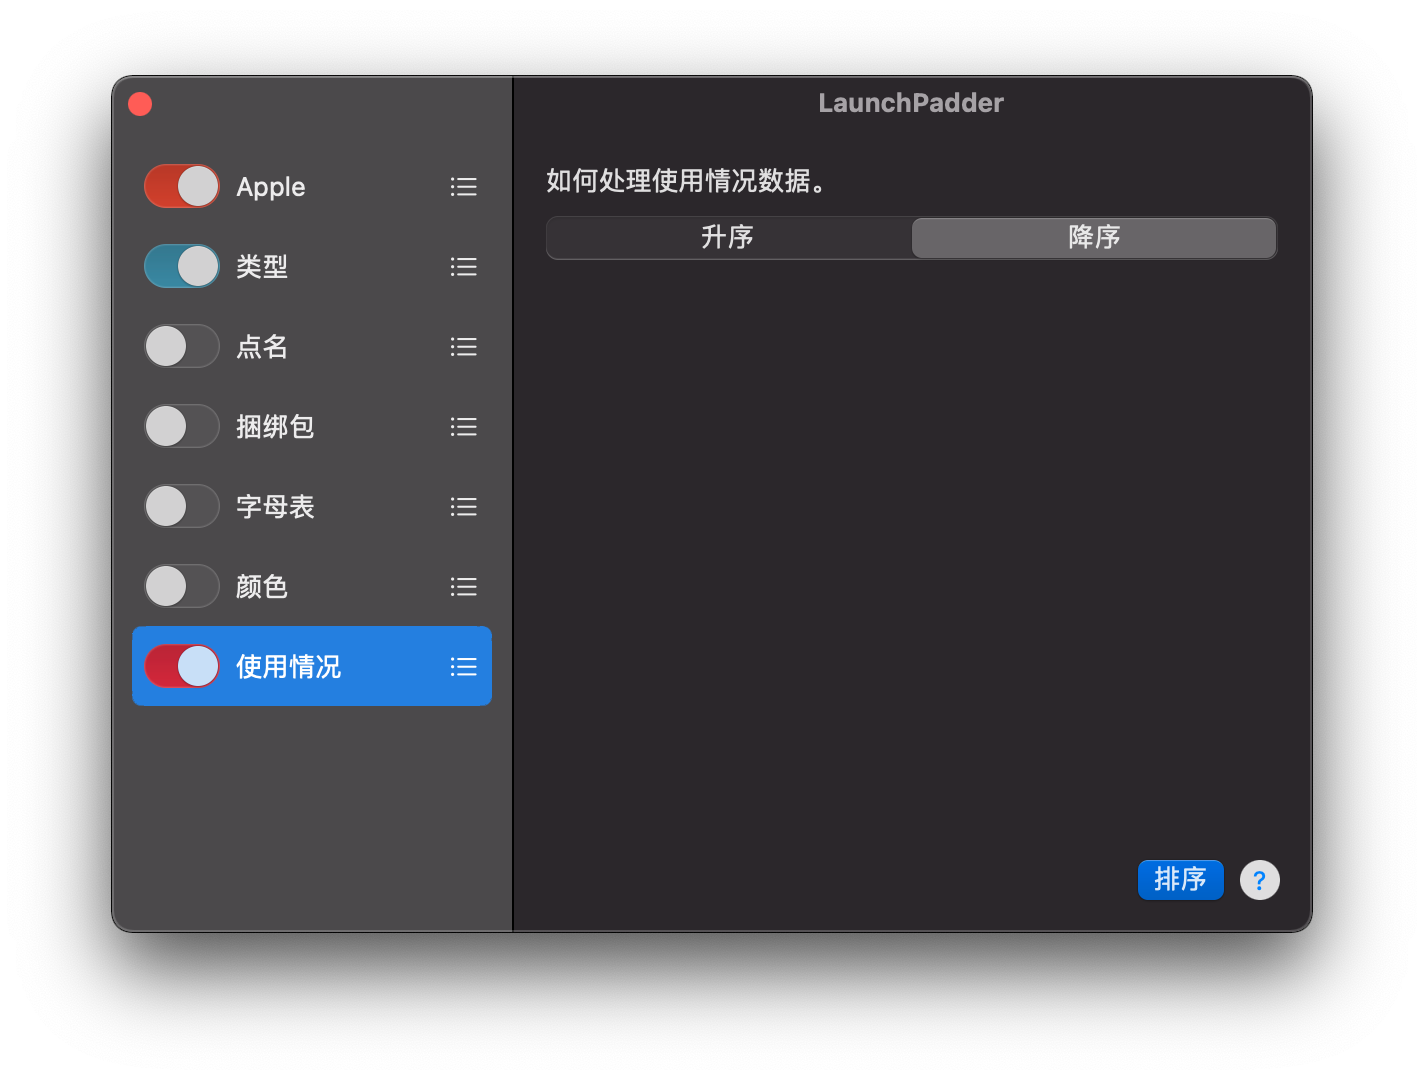 LaunchPadder
Apple
类型
点名
捆绑包
字母表
颜色
使用情况
如何处理使用情况数据。
升序
降序
排序
?